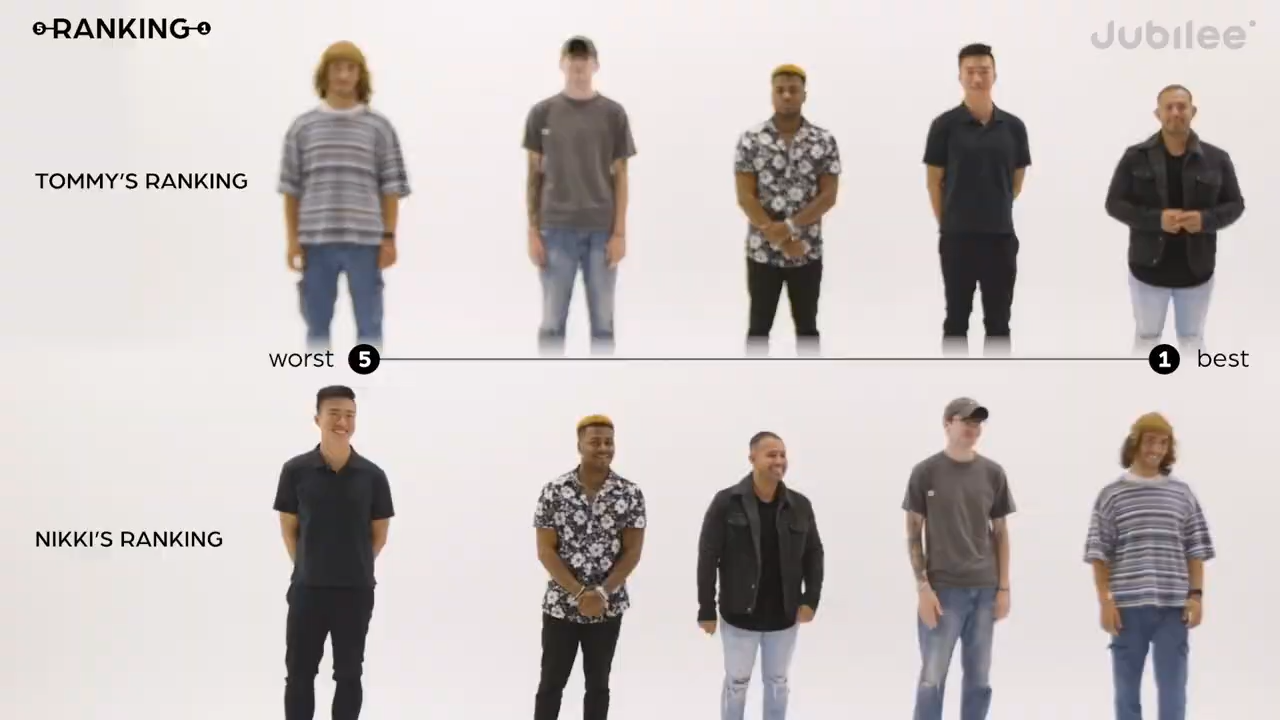 5 RANKING 1
Jubilee
TOMMY'S RANKING
worst 5 1 best
NIKKI'S RANKING